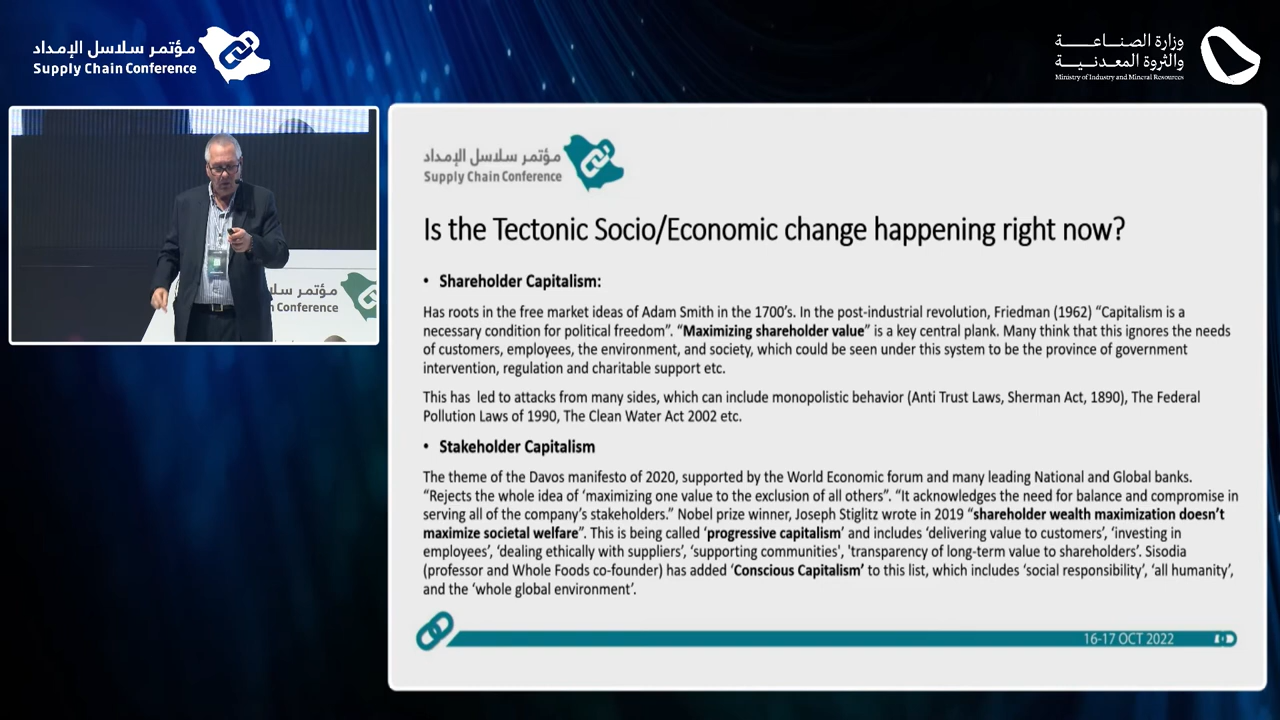 مؤتمر سلاسل الإمداد
Supply Chain Conference
وزارة الصناعة
والثروة المعدنية
Ministry of Industry and Mineral Resources
مؤتمر سلاسل الإمداد
Supply Chain Conference
Is the Tectonic Socio/Economic change happening right now?
• Shareholder Capitalism:
Has roots in the free market ideas of Adam Smith in the 1700's. In the post-industrial revolution, Friedman (1962) “Capitalism is a
necessary condition for political freedom”. “Maximizing shareholder value” is a key central plank. Many think that this ignores the needs
of customers, employees, the environment, and society, which could be seen under this system to be the province of government
intervention, regulation and charitable support etc.
This has led to attacks from many sides, which can include monopolistic behavior (Anti Trust Laws, Sherman Act, 1890), The Federal
Pollution Laws of 1990, The Clean Water Act 2002 etc.
• Stakeholder Capitalism
The theme of the Davos manifesto of 2020, supported by the World Economic forum and many leading National and Global banks.
“Rejects the whole idea of ‘maximizing one value to the exclusion of all others”. “It acknowledges the need for balance and compromise in
serving all of the company’s stakeholders.” Nobel prize winner, Joseph Stiglitz wrote in 2019 “shareholder wealth maximization doesn’t
maximize societal welfare”. This is being called ‘progressive capitalism’ and includes ‘delivering value to customers’, ‘investing in
employees’, ‘dealing ethically with suppliers’, ‘supporting communities', 'transparency of long-term value to shareholders’. Sisodia
(professor and Whole Foods co-founder) has added ‘Conscious Capitalism’ to this list, which includes ‘social responsibility’, ‘all humanity’,
and the ‘whole global environment’.
16-17 OCT 2022
مؤتمر
Conference